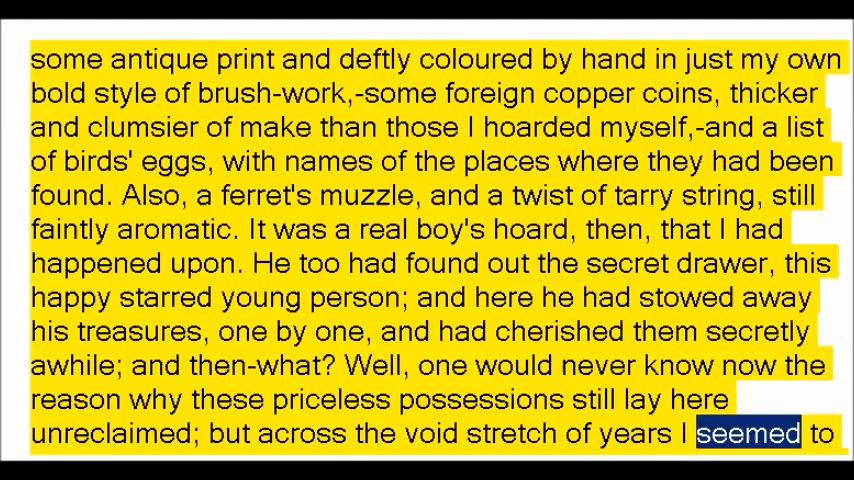 some antique print and deftly coloured by hand in just my own
bold style of brush-work,-some foreign copper coins, thicker
and clumsier of make than those I hoarded myself,-and a list
of birds' eggs, with names of the places where they had been
found. Also, a ferret's muzzle, and a twist of tarry string, still
faintly aromatic. It was a real boy's hoard, then, that I had
happened upon. He too had found out the secret drawer, this
happy starred young person; and here he had stowed away
his treasures, one by one, and had cherished them secretly
awhile; and then-what? Well, one would never know now the
reason why these priceless possessions still lay here
unreclaimed; but across the void stretch of years I seemed to